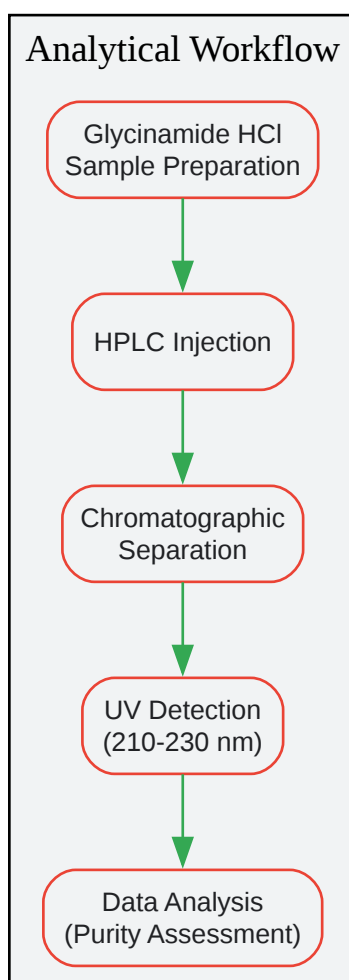 Analytical Workflow
Glycinamide HCl
Sample Preparation
HPLC Injection
Chromatographic
Separation
UV Detection
(210-230 nm)
Data Analysis
(Purity Assessment)